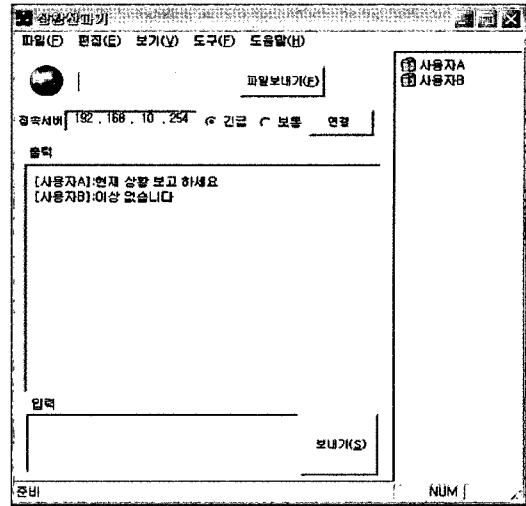 상황전파기
파일(F) 편집(E) 보기(V) 도구(F) 도움말(H)
파일보내기(F)
접속서버 192 . 168 . 10 . 254 긴급 보통 연결
출력
[사용자A]:현재 상황 보고 하세요
[사용자B]:이상 없습니다
입력
보내기(S)
준비
NUM
사용자A
사용자B